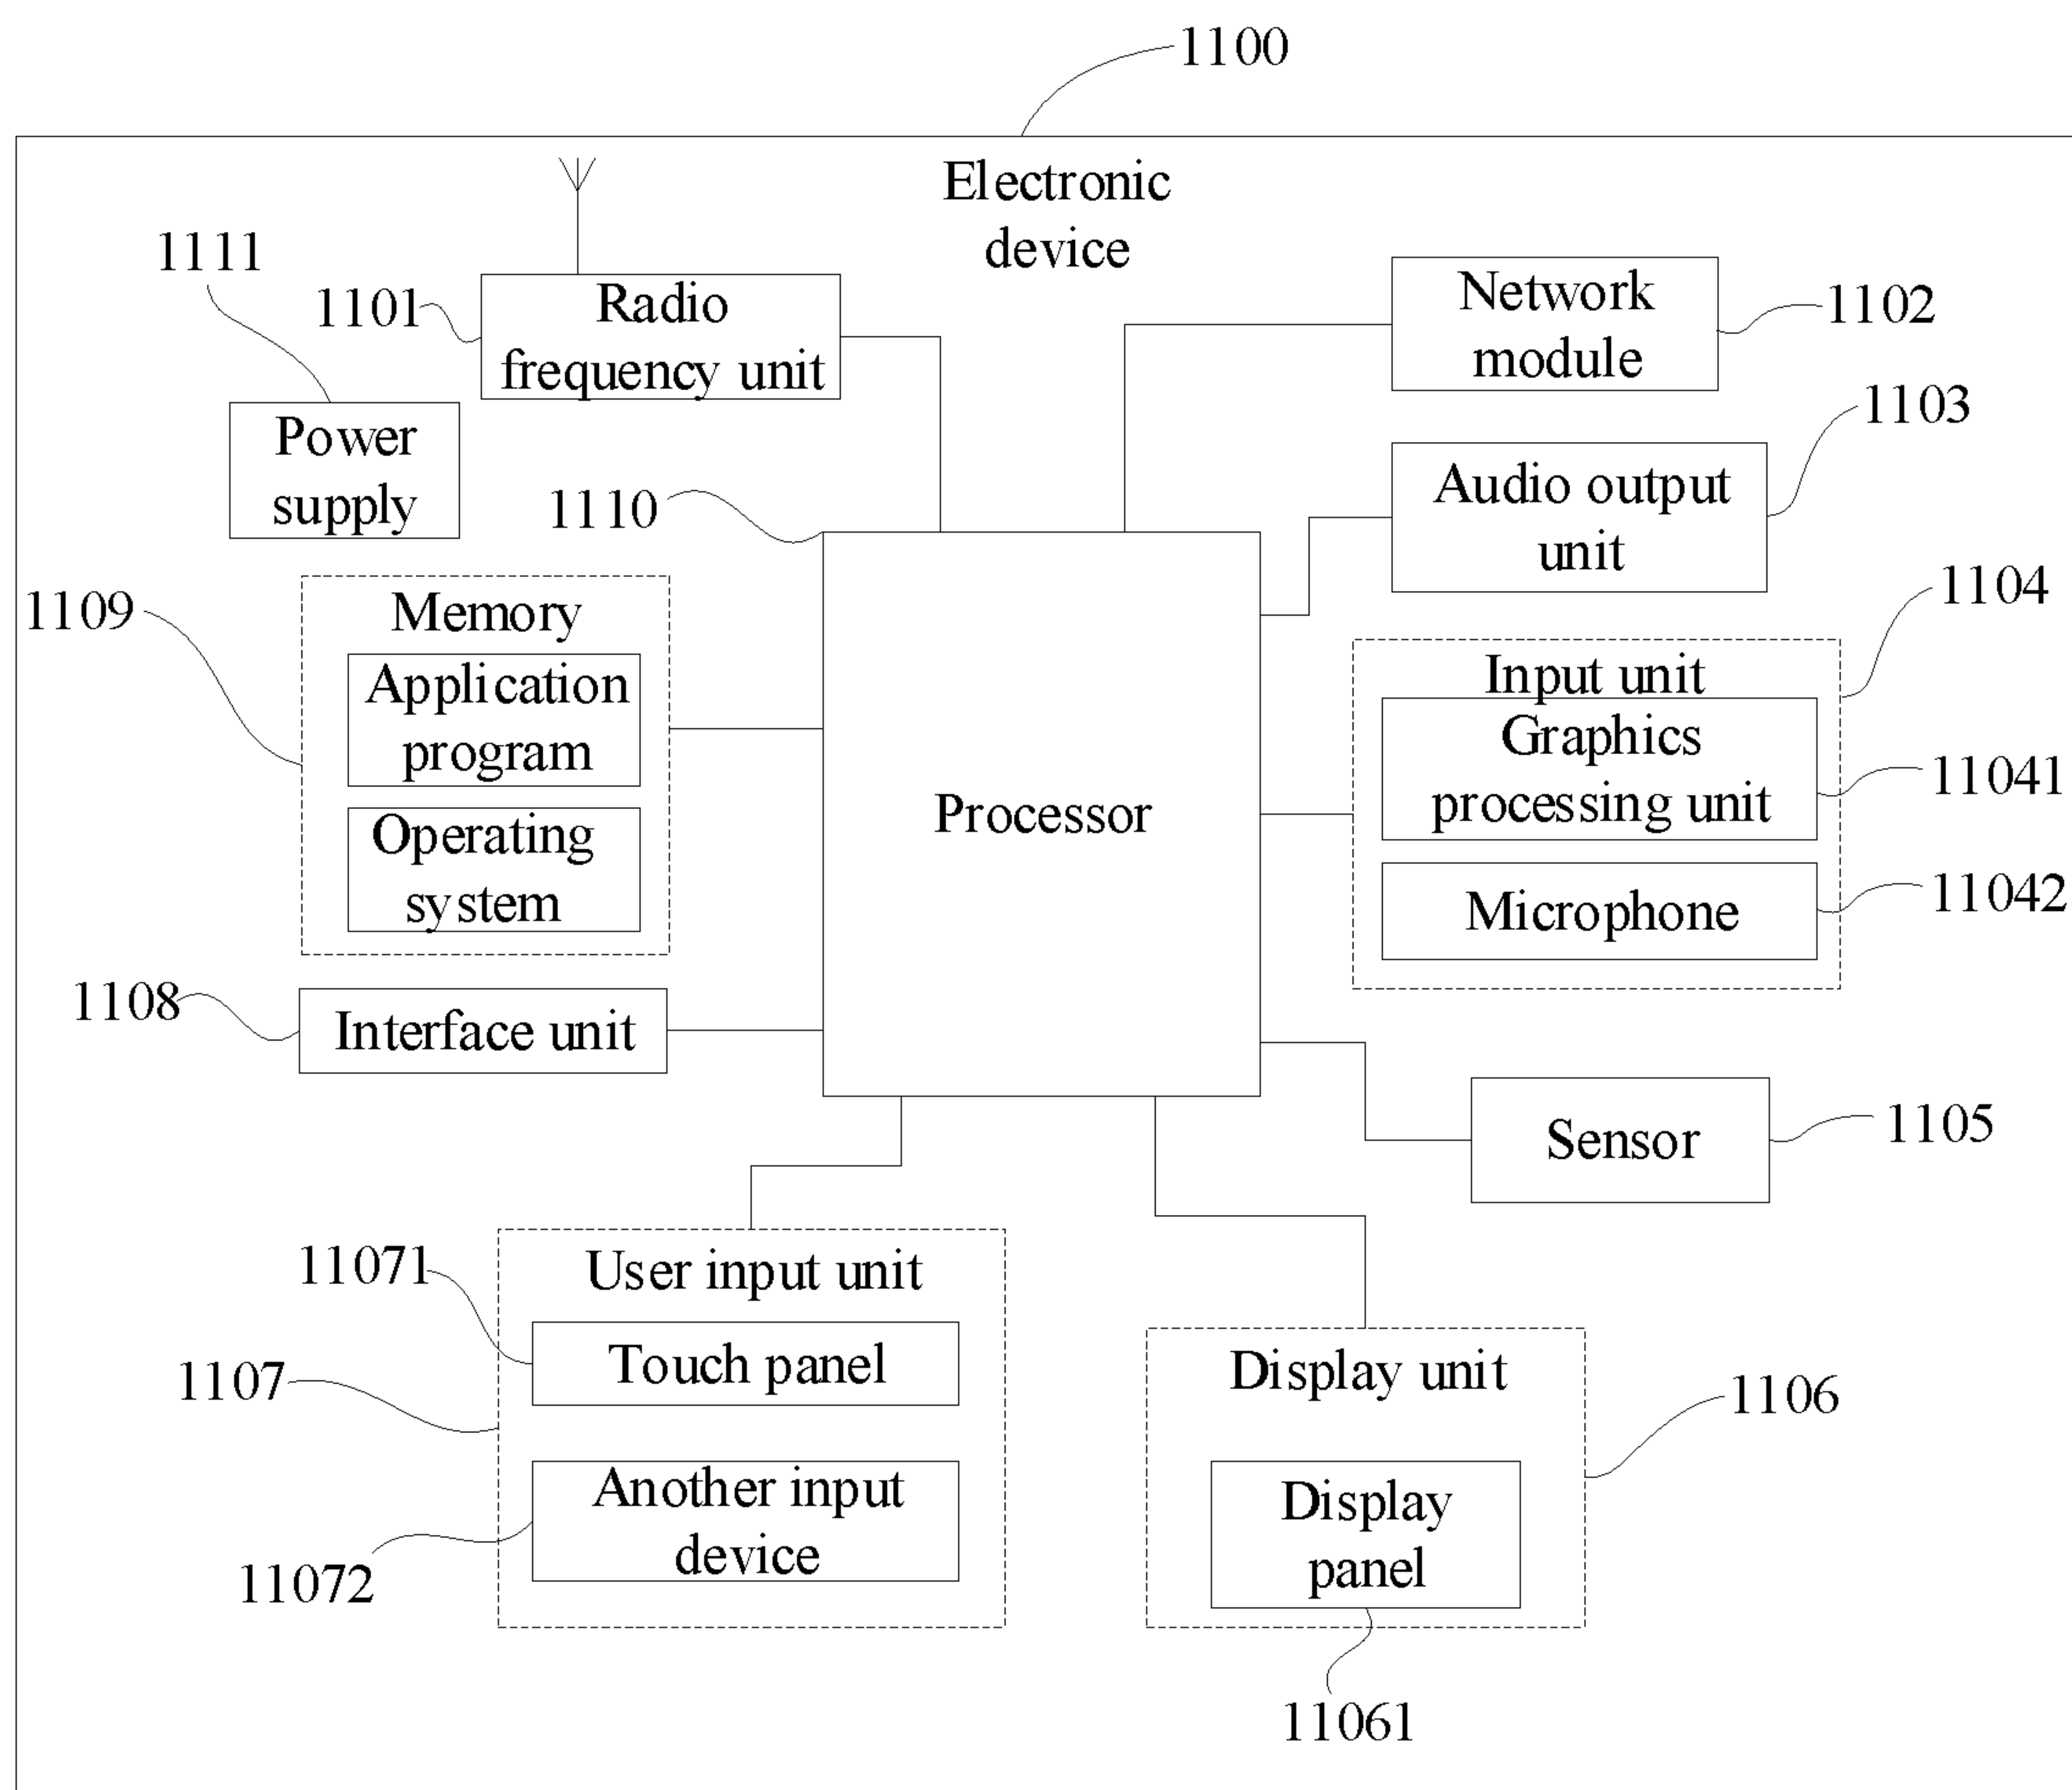 1100
Electronic
device
1111
1101
Radio
frequency unit
Network
module
1102
Power
supply
1103
Audio output
unit
1110
1109
Memory
Application
program
Operating
system
Processor
1104
Input unit
Graphics
processing unit
11041
Microphone
11042
1108
Interface unit
Sensor
1105
11071
User input unit
Touch panel
1107
Another input
device
11072
Display unit
1106
Display
panel
11061